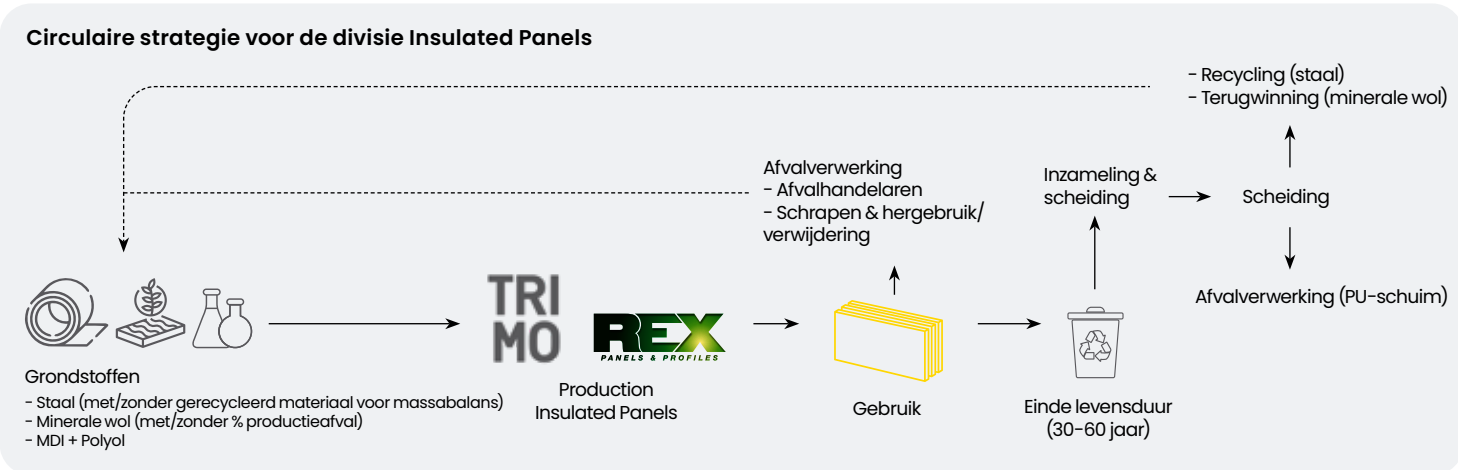 Circulaire strategie voor de divisie Insulated Panels
- Recycling (staal)
- Terugwinning (minerale wol)
Afvalverwerking
- Afvalhandelaren
- Schrapen & hergebruik/
verwijdering
Inzameling &
scheiding
Scheiding
Afvalverwerking (PU-schuim)
TRI
MO
REX
PANELS & PROFILES
Grondstoffen
- Staal (met/zonder gerecycleerd materiaal voor massabalans)
- Minerale wol (met/zonder % productieafval)
- MDI + Polyol
Production
Insulated Panels
Gebruik
Einde levensduur
(30-60 jaar)